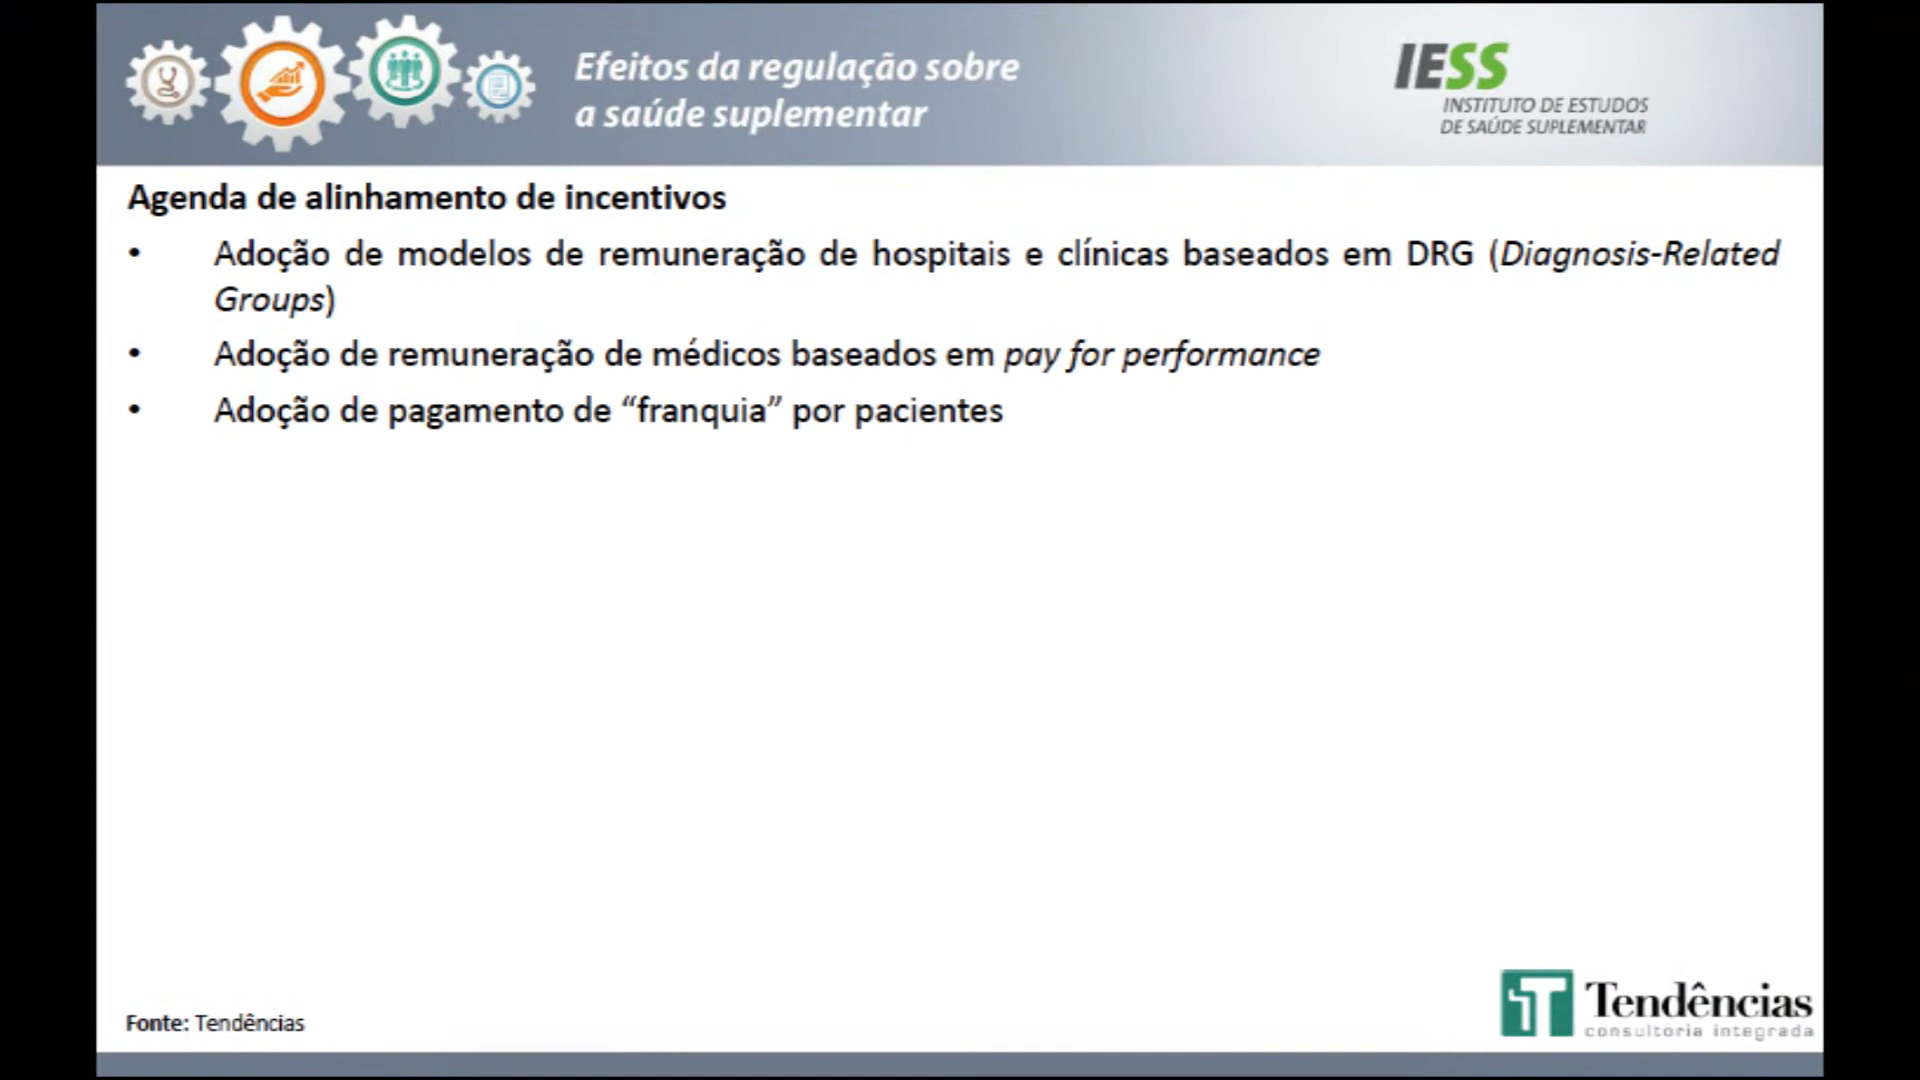 Efeitos da regulação sobre
a saúde suplementar
IESS
INSTITUTO DE ESTUDOS
DE SAÚDE SUPLEMENTAR
Agenda de alinhamento de incentivos
• Adoção de modelos de remuneração de hospitais e clínicas baseados em DRG (Diagnosis-Related
Groups)
• Adoção de remuneração de médicos baseados em pay for performance
• Adoção de pagamento de “franquia” por pacientes
Fonte: Tendências
Tendências
consultoria integrada